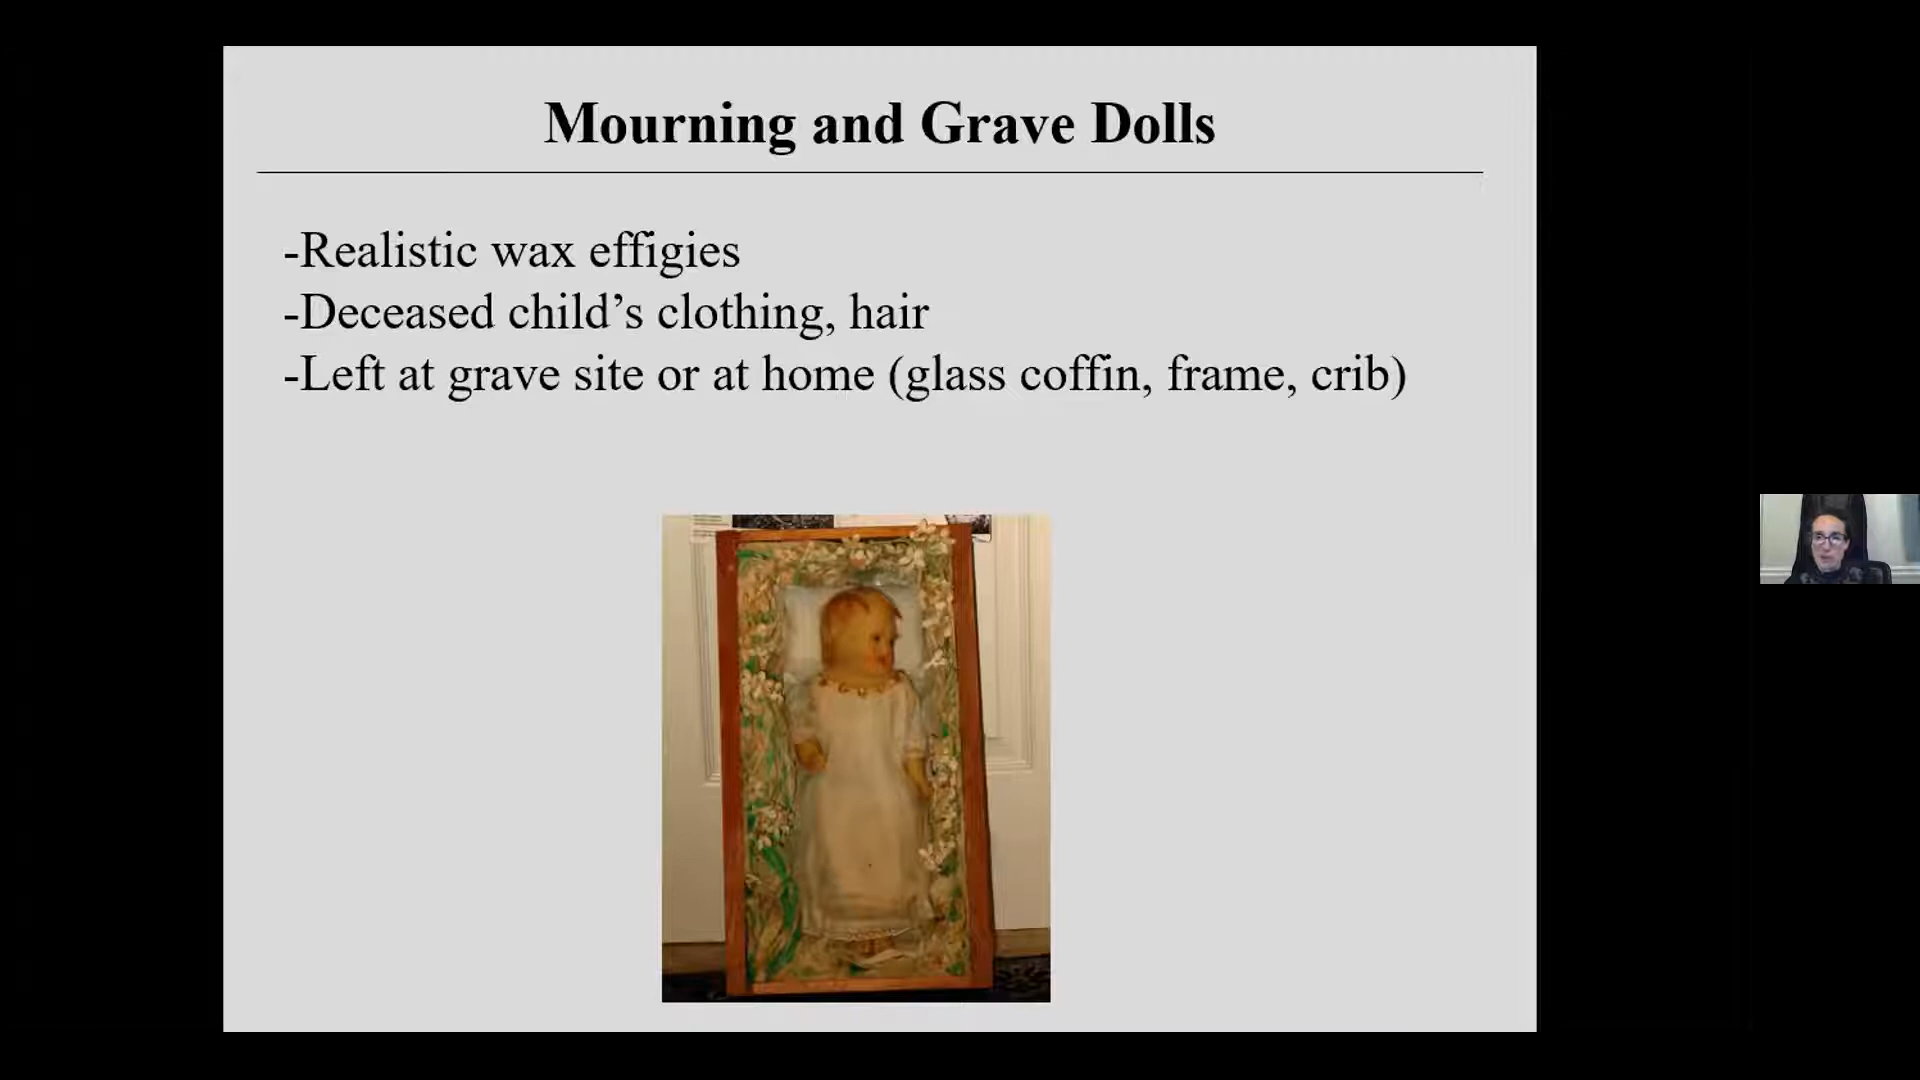 Mourning and Grave Dolls
-Realistic wax effigies
-Deceased child’s clothing, hair
-Left at grave site or at home (glass coffin, frame, crib)